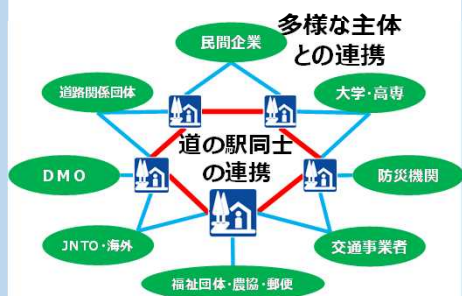 多様な主体
との連携
民間企業
道路関係団体
大学・高専
道の駅同士
の連携
DMO
防災機関
JNTO・海外
交通事業者
福祉団体・農協・郵便